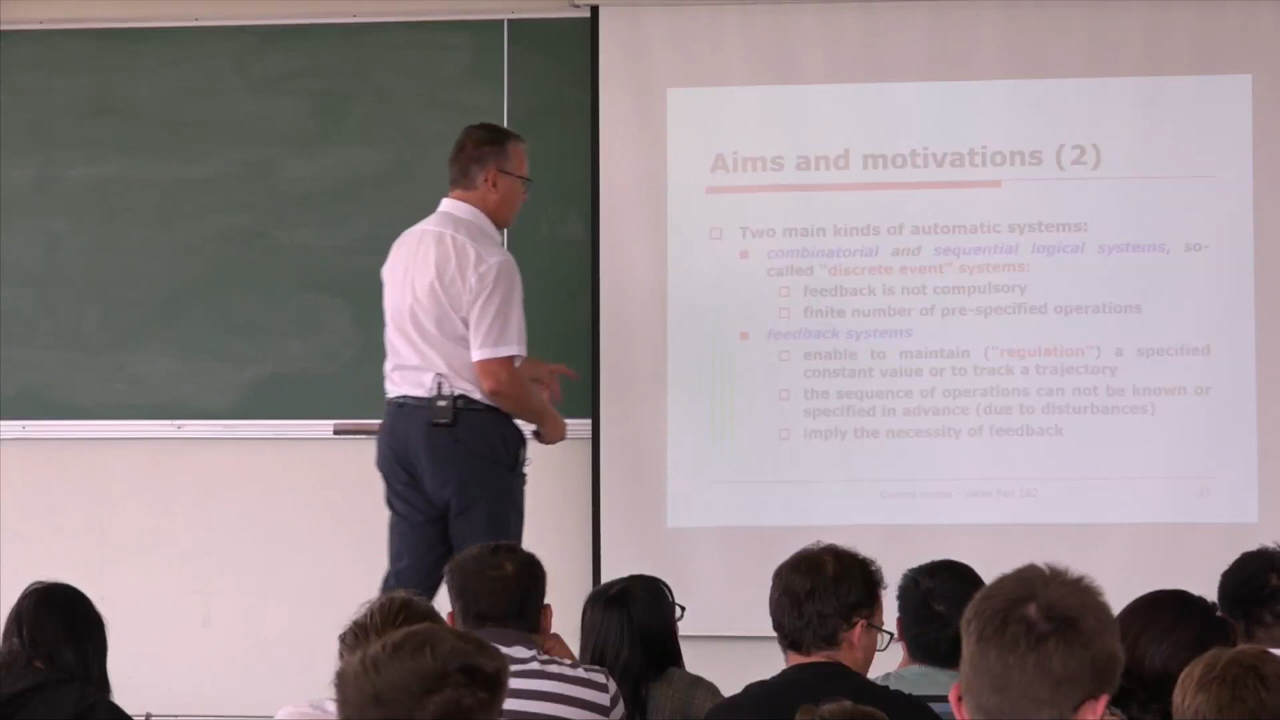 Aims and motivations (2)
Two main kinds of automatic systems:
combinatorial and sequential logical systems, so-
called "discrete event" systems:
feedback is not compulsory
finite number of pre-specified operations
feedback systems
enable to maintain ("regulation") a specified
constant value or to track a trajectory
the sequence of operations can not be known or
specified in advance (due to disturbances)
imply the necessity of feedback